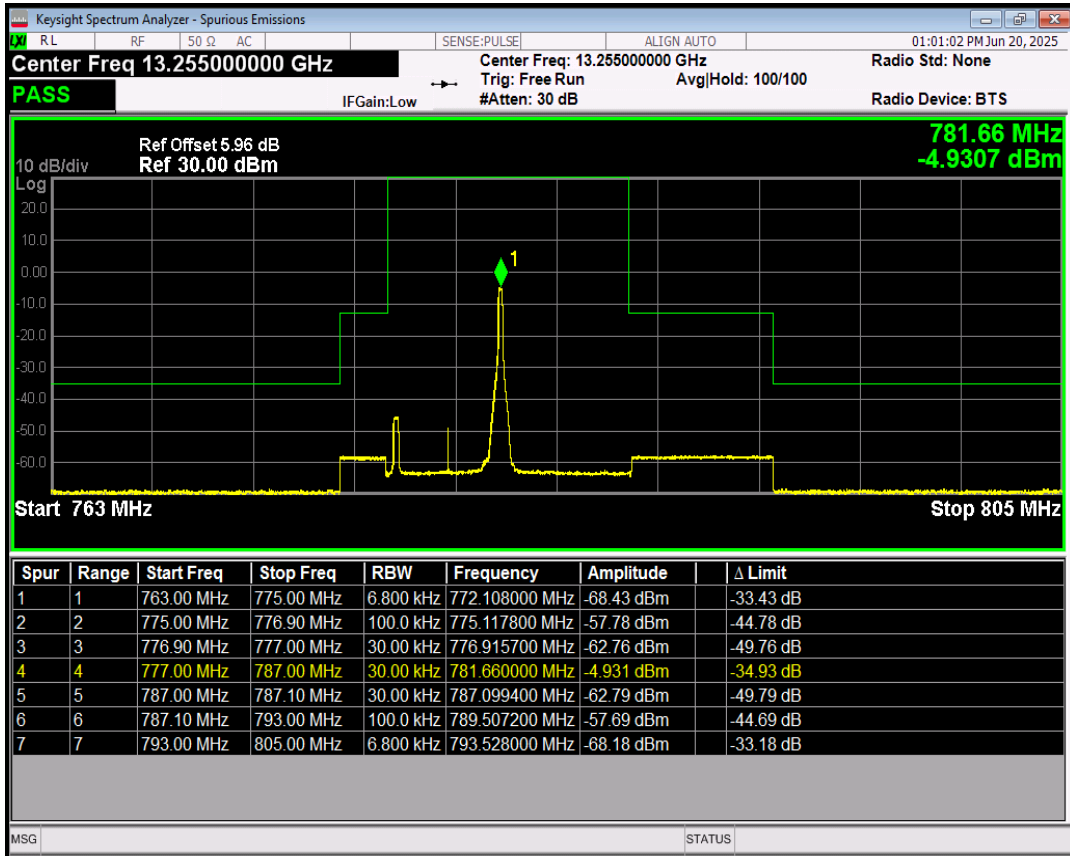 Keysight Spectrum Analyzer - Spurious Emissions
LXI RL RF 50 Ω AC SENSE:PULSE ALIGN AUTO 01:01:02 PM Jun 20, 2025
Center Freq 13.255000000 GHz Center Freq: 13.255000000 GHz Radio Std: None
Trig: Free Run Avg|Hold: 100/100
PASS IFGain:Low #Atten: 30 dB Radio Device: BTS
781.66 MHz
Ref Offset 5.96 dB
10 dB/div Ref 30.00 dBm -4.9307 dBm
Log
20.0
10.0
1
0.00
-10.0
-20.0
-30.0
-40.0
-50.0
-60.0
Start 763 MHz Stop 805 MHz
Spur Range Start Freq Stop Freq RBW Frequency Amplitude Δ Limit
1 1 763.00 MHz 775.00 MHz 6.800 kHz 772.108000 MHz -68.43 dBm -33.43 dB
2 2 775.00 MHz 776.90 MHz 100.0 kHz 775.117800 MHz -57.78 dBm -44.78 dB
3 3 776.90 MHz 777.00 MHz 30.00 kHz 776.915700 MHz -62.76 dBm -49.76 dB
4 4 777.00 MHz 787.00 MHz 30.00 kHz 781.660000 MHz -4.931 dBm -34.93 dB
5 5 787.00 MHz 787.10 MHz 30.00 kHz 787.099400 MHz -62.79 dBm -49.79 dB
6 6 787.10 MHz 793.00 MHz 100.0 kHz 789.507200 MHz -57.69 dBm -44.69 dB
7 7 793.00 MHz 805.00 MHz 6.800 kHz 793.528000 MHz -68.18 dBm -33.18 dB
MSG STATUS